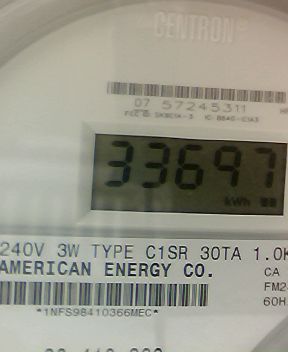 CENTRON
07 57245311
33697
kWh
240V 3W TYPE C1SR 30TA 1.0K
AMERICAN ENERGY CO.
CA
FM2
60H
*1NFS98410366MEC*